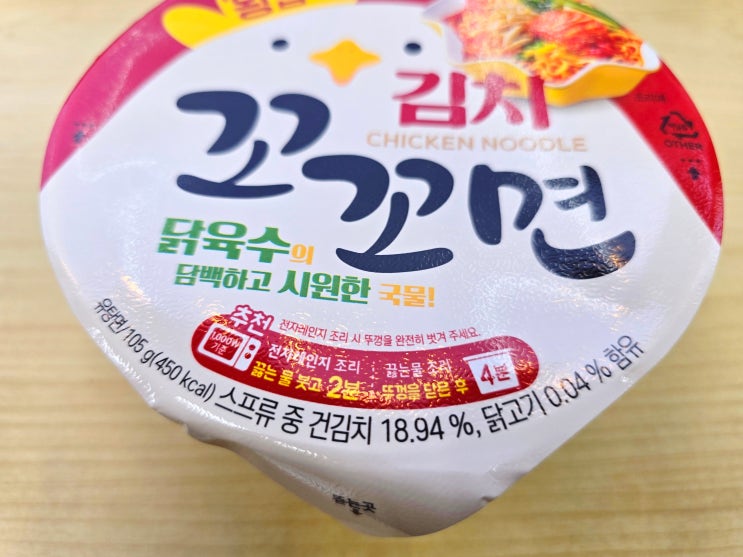 김치
CHICKEN NOODLE
꼬꼬면
OTHER
닭육수의
담백하고 시원한 국물!
추천 전자레인지 조리 시 뚜껑을 완전히 벗겨 주세요.
1,000W 기준 전자레인지 조리 끓는물 조리
끓는 물 붓고 2분 뚜껑을 닫은 후 4분
유탕면/105 g(450 kcal) 스프류 중 건김치 18.94 %, 닭고기 0.04 % 함유
뜯는곳